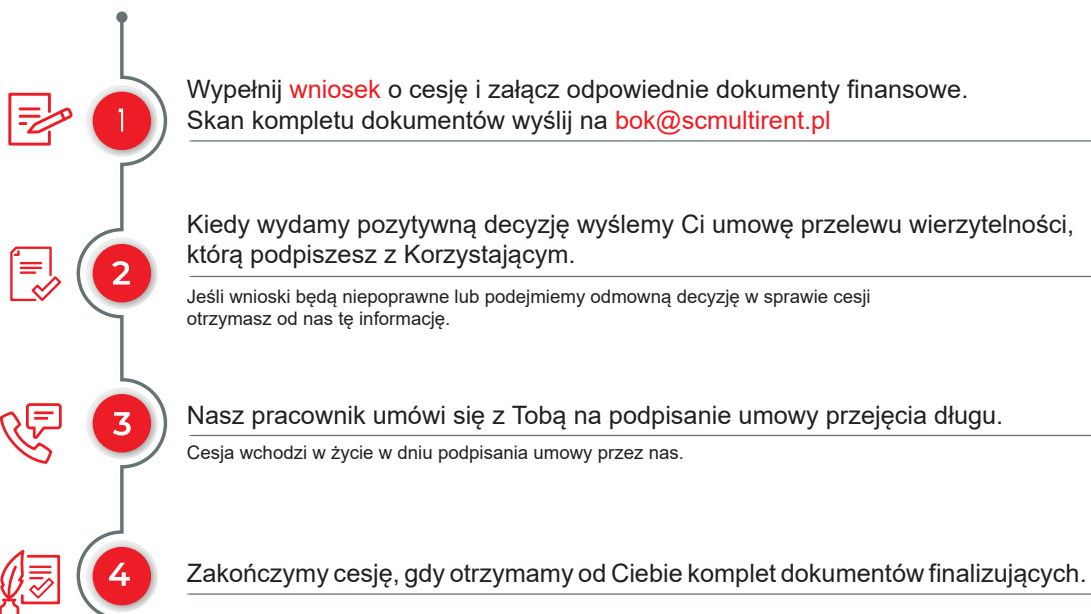 1
Wypełnij wniosek o cesję i załącz odpowiednie dokumenty finansowe.
Skan kompletu dokumentów wyślij na bok@scmultirent.pl
2
Kiedy wydamy pozytywną decyzję wyślemy Ci umowę przelewu wierzytelności,
którą podpiszesz z Korzystającym.
Jeśli wnioski będą niepoprawne lub podejmiemy odmowną decyzję w sprawie cesji
otrzymasz od nas tę informację.
3
Nasz pracownik umówi się z Tobą na podpisanie umowy przejęcia długu.
Cesja wchodzi w życie w dniu podpisania umowy przez nas.
4
Zakończymy cesję, gdy otrzymamy od Ciebie komplet dokumentów finalizujących.